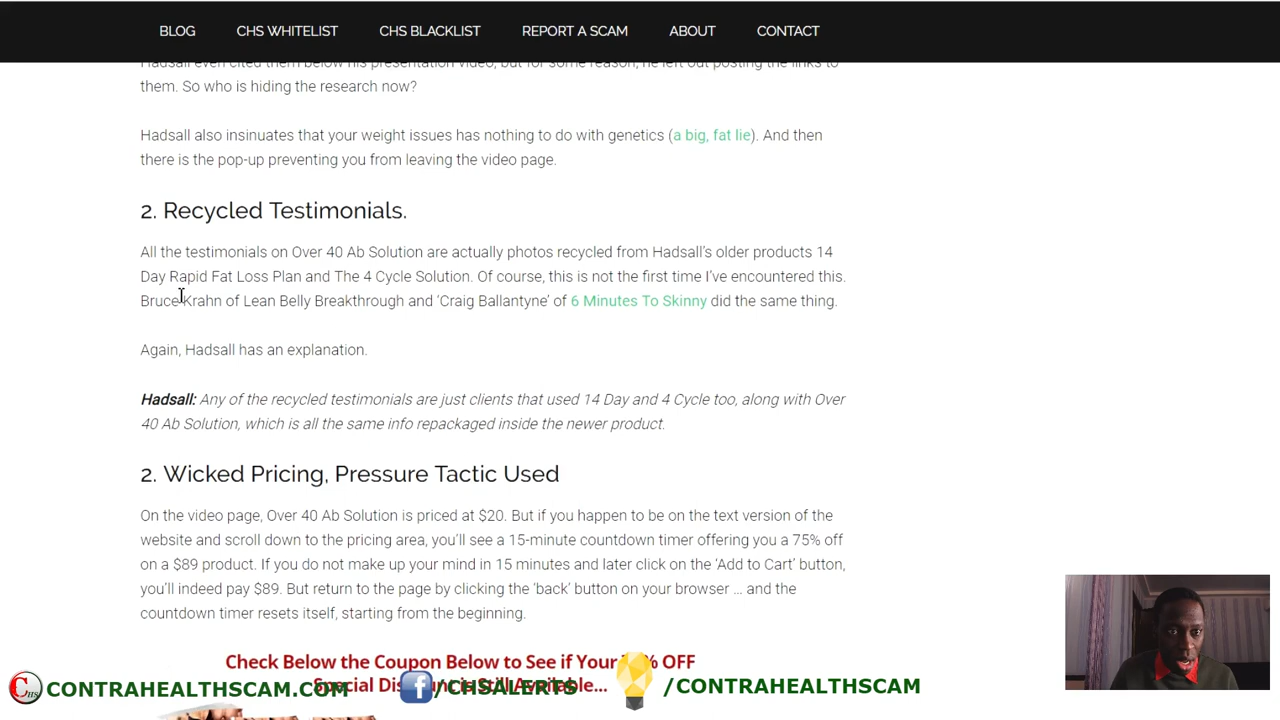 BLOG CHS WHITELIST CHS BLACKLIST REPORT A SCAM ABOUT CONTACT
Hadsall even cited them below his presentation video, but for some reason, he left out posting the links to
them. So who is hiding the research now?
Hadsall also insinuates that your weight issues has nothing to do with genetics (a big, fat lie). And then
there is the pop-up preventing you from leaving the video page.
2. Recycled Testimonials.
All the testimonials on Over 40 Ab Solution are actually photos recycled from Hadsall's older products 14
Day Rapid Fat Loss Plan and The 4 Cycle Solution. Of course, this is not the first time I've encountered this.
Bruce Krahn of Lean Belly Breakthrough and 'Craig Ballantyne' of 6 Minutes To Skinny did the same thing.
Again, Hadsall has an explanation.
Hadsall: Any of the recycled testimonials are just clients that used 14 Day and 4 Cycle too, along with Over
40 Ab Solution, which is all the same info repackaged inside the newer product.
2. Wicked Pricing, Pressure Tactic Used
On the video page, Over 40 Ab Solution is priced at $20. But if you happen to be on the text version of the
website and scroll down to the pricing area, you'll see a 15-minute countdown timer offering you a 75% off
on a $89 product. If you do not make up your mind in 15 minutes and later click on the 'Add to Cart' button,
you'll indeed pay $89. But return to the page by clicking the 'back' button on your browser ... and the
countdown timer resets itself, starting from the beginning.
Check Below the Coupon Below to See if Your % OFF
Special Discount is Still Available...
CHS CONTRAHEALTHSCAM.COM /CHSALERTS /CONTRAHEALTHSCAM